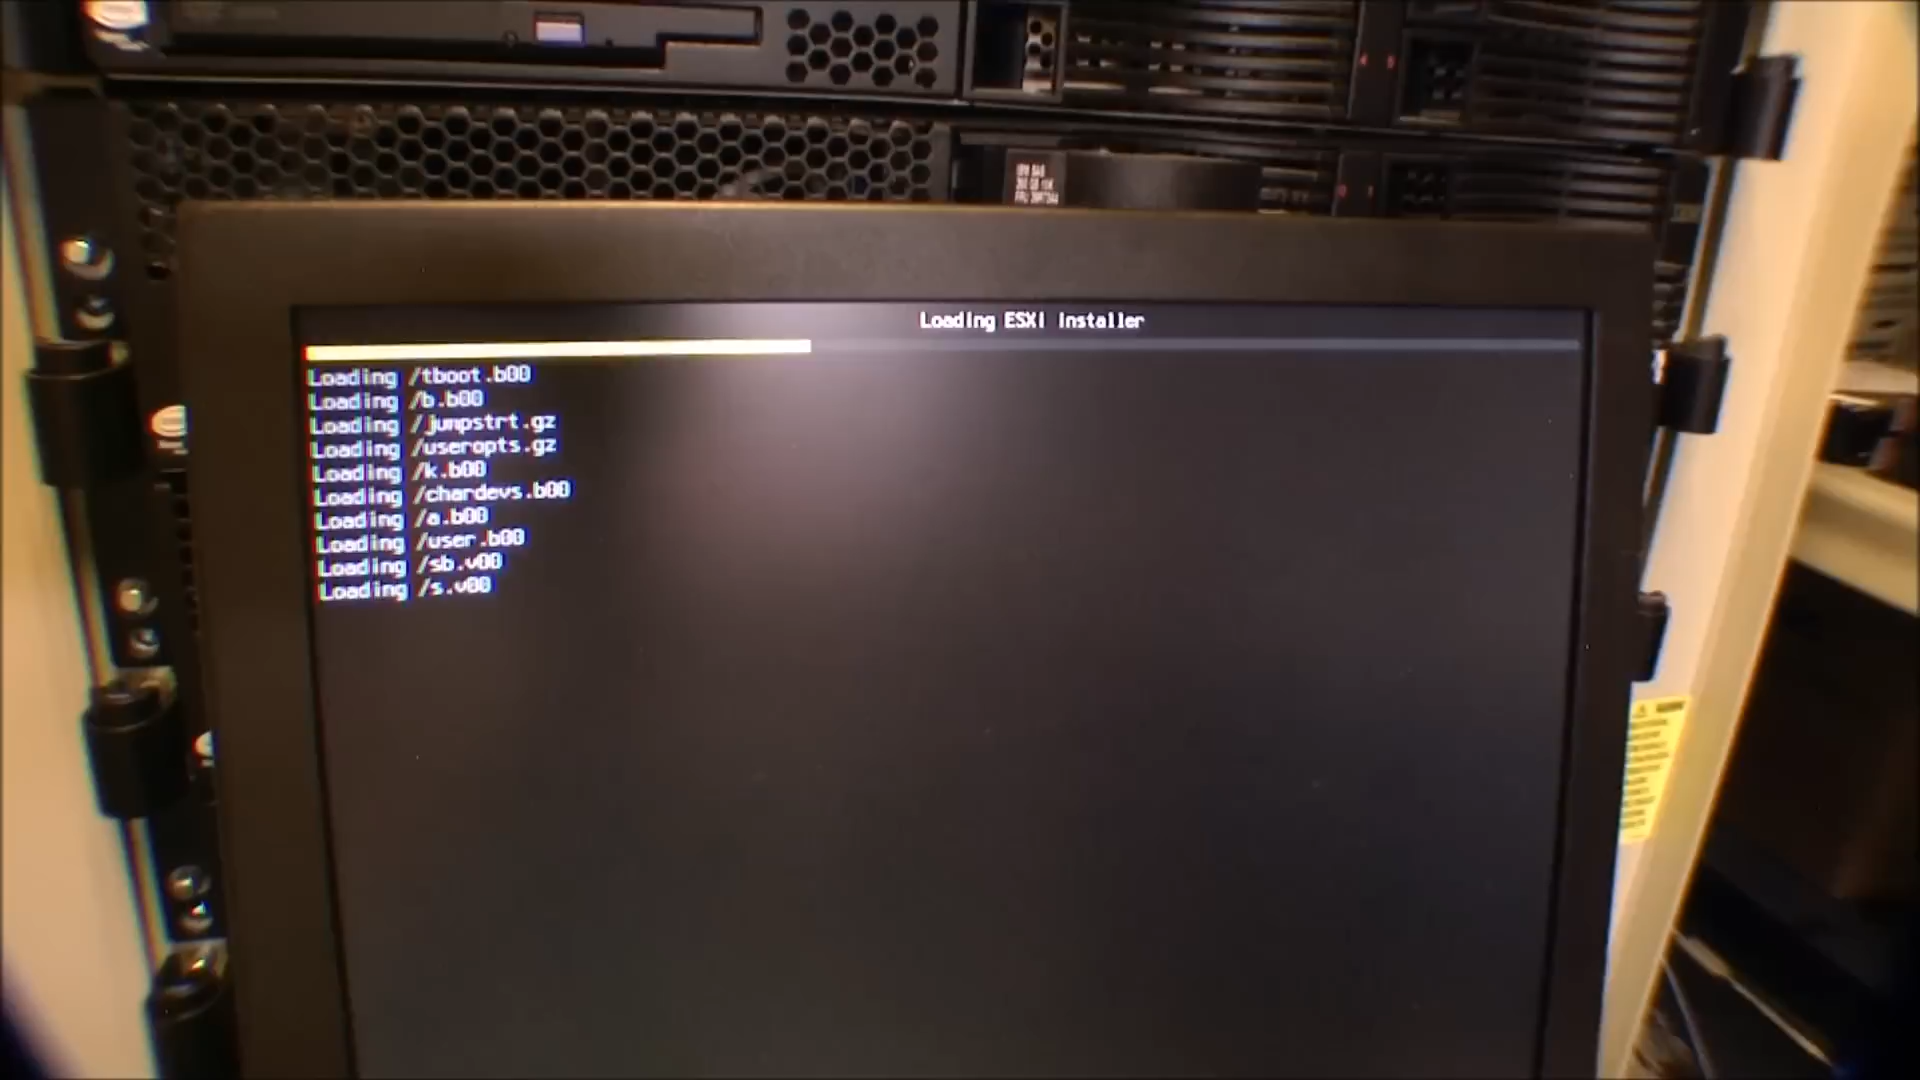 Loading ESXi installer
Loading /tboot.b00
Loading /b.b00
Loading /jumpstrt.gz
Loading /useropts.gz
Loading /k.b00
Loading /chardevs.b00
Loading /a.b00
Loading /user.b00
Loading /sb.v00
Loading /s.v00